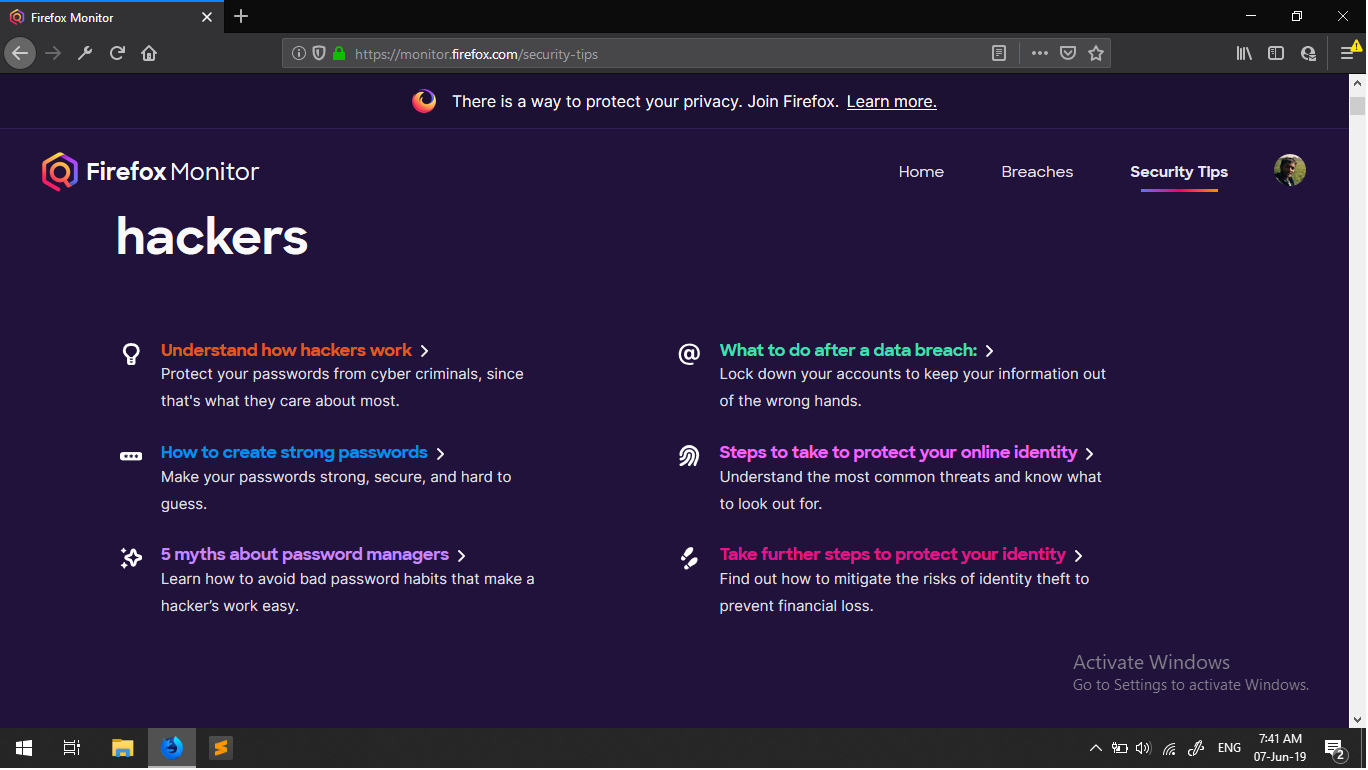 Firefox Monitor
https://monitor.firefox.com/security-tips
There is a way to protect your privacy. Join Firefox. Learn more.
Firefox Monitor
Home
Breaches
Security Tips
hackers
Understand how hackers work
Protect your passwords from cyber criminals, since
that's what they care about most.
What to do after a data breach:
Lock down your accounts to keep your information out
of the wrong hands.
How to create strong passwords
Make your passwords strong, secure, and hard to
guess.
Steps to take to protect your online identity
Understand the most common threats and know what
to look out for.
5 myths about password managers
Learn how to avoid bad password habits that make a
hacker’s work easy.
Take further steps to protect your identity
Find out how to mitigate the risks of identity theft to
prevent financial loss.
Activate Windows
Go to Settings to activate Windows.
ENG
7:41 AM
07-Jun-19
2